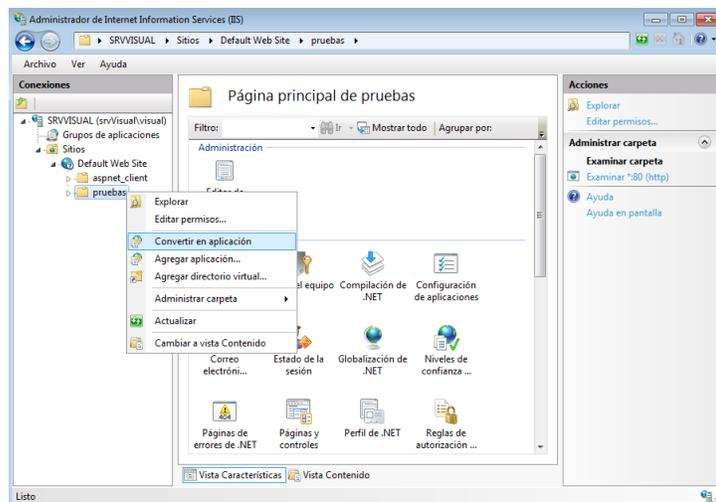 Administrador de Internet Information Services (IIS)
SRVVISUAL Sitios Default Web Site pruebas
Archivo Ver Ayuda
Conexiones
SRVVISUAL (srvVisual\visual)
Grupos de aplicaciones
Sitios
Default Web Site
aspnet_client
pruebas
Explorar
Editar permisos...
Convertir en aplicación
Agregar aplicación...
Agregar directorio virtual...
Administrar carpeta
Actualizar
Cambiar a vista Contenido
Página principal de pruebas
Filtro: Ir Mostrar todo Agrupar por:
Administración
el equipo
Compilación de
.NET
Configuración
de aplicaciones
Correo
electróni...
Estado de la
sesión
Globalización de
.NET
Niveles de
confianza ...
404
Páginas de
errores de .NET
Páginas y
controles
Perfil de .NET
Reglas de
autorización ...
Vista Características Vista Contenido
Acciones
Explorar
Editar permisos...
Administrar carpeta
Examinar carpeta
Examinar *:80 (http)
Ayuda
Ayuda en pantalla
Listo